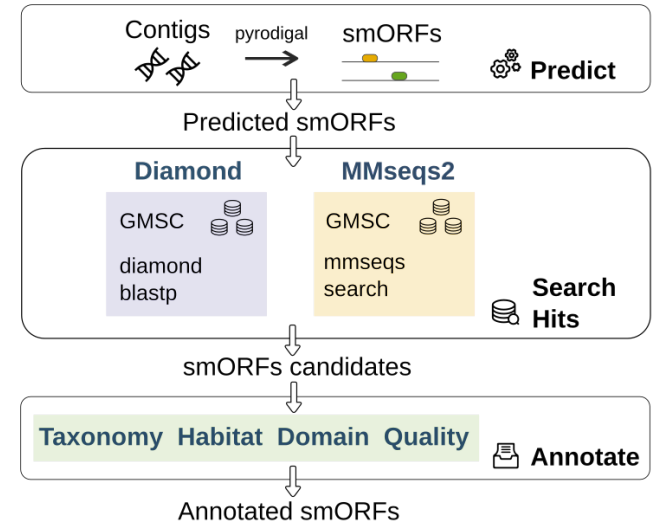 Contigs
pyrodigal
smORFs
Predict
Predicted smORFs
Diamond
MMseqs2
GMSC
diamond
blastp
GMSC
mmseqs
search
Search
Hits
smORFs candidates
Taxonomy Habitat Domain Quality
Annotate
Annotated smORFs